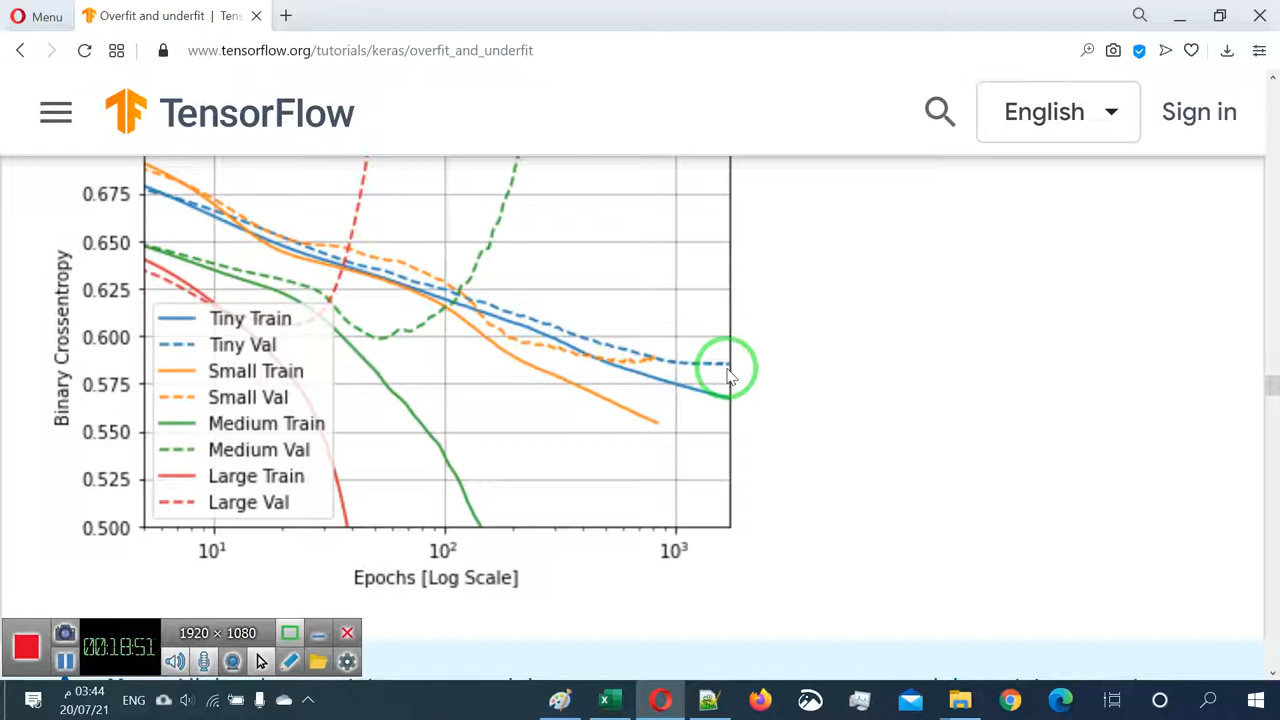 Menu
Overfit and underfit | Tens
www.tensorflow.org/tutorials/keras/overfit_and_underfit
TensorFlow
English
Sign in
0.675
0.650
0.625
0.600
0.575
0.550
0.525
0.500
Binary Crossentropy
Tiny Train
Tiny Val
Small Train
Small Val
Medium Train
Medium Val
Large Train
Large Val
10¹
10²
10³
Epochs [Log Scale]
00:18:51
1920 × 1080
ENG
03:44 م
20/07/21